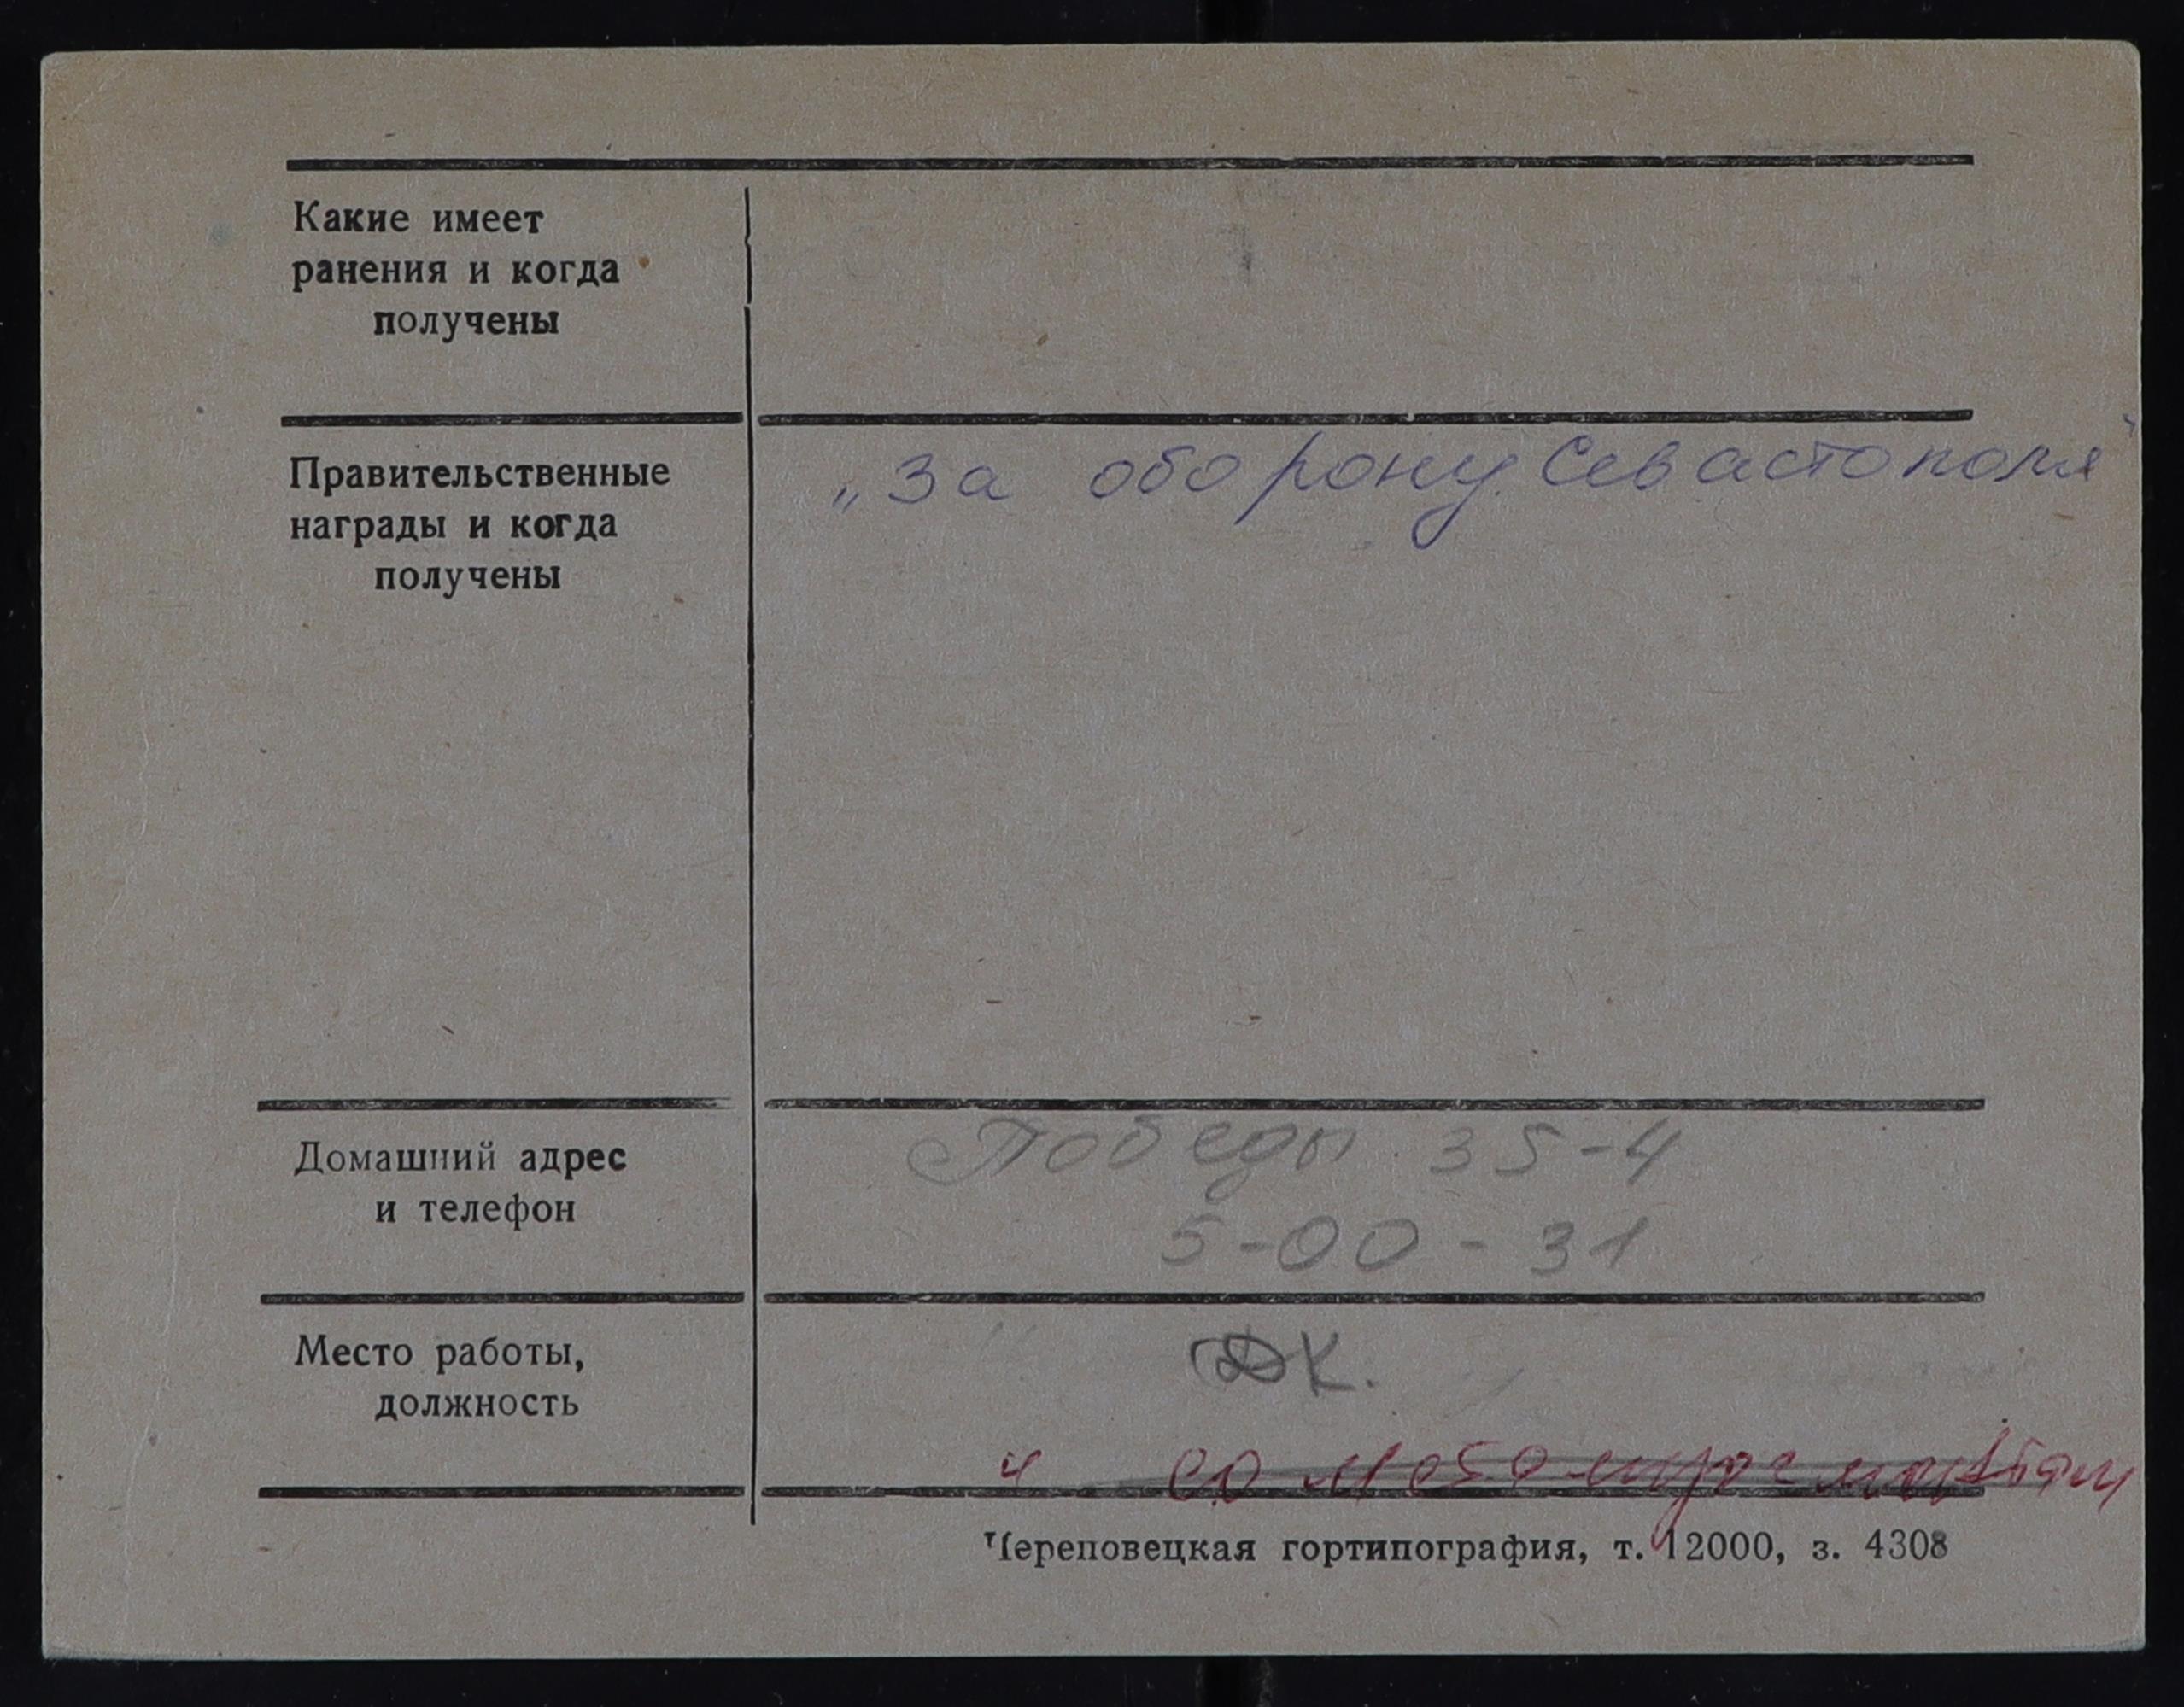 Какие имеет
ранения и когда
получены
Правительственные
награды и когда
получены
„За оборону Севастополя“
Домашний адрес
и телефон
Победы 35-4
5-00-31
Место работы,
должность
ДК.
Череповецкая гортипография, т. 12000, з. 4308